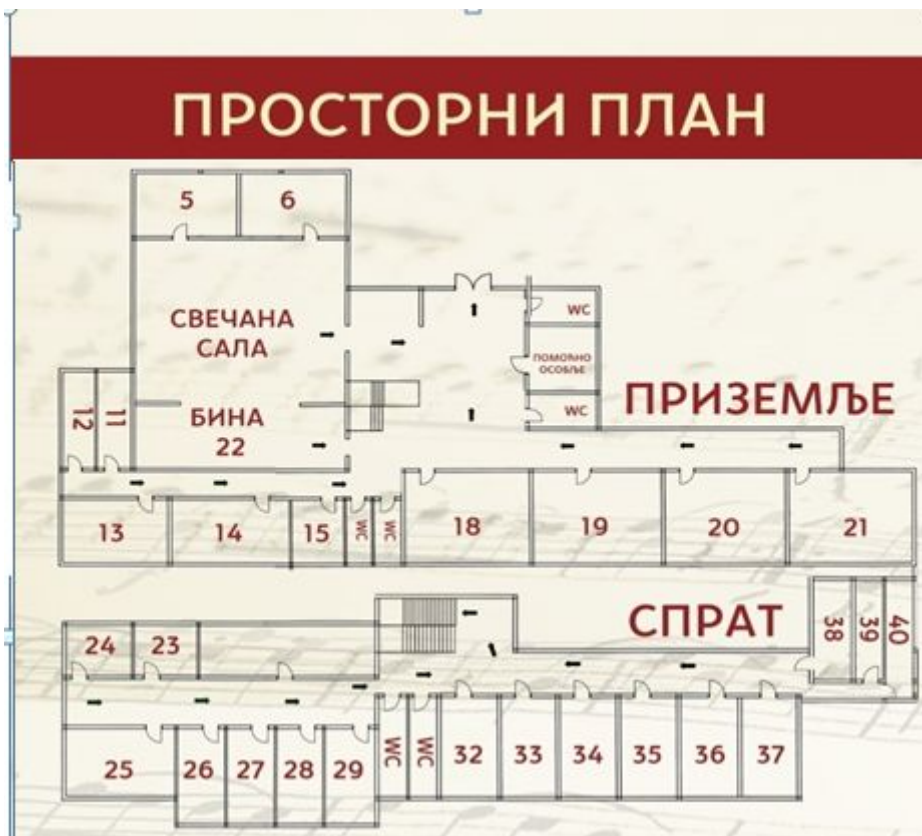 ПРОСТОРНИ ПЛАН
5
6
СВЕЧАНА
САЛА
WC
ПОМОЋНО
ОСОБЉЕ
WC
ПРИЗЕМЉЕ
12
11
БИНА
22
13
14
15
WC
WC
18
19
20
21
СПРАТ
38
39
40
24
23
25
26
27
28
29
WC
WC
32
33
34
35
36
37